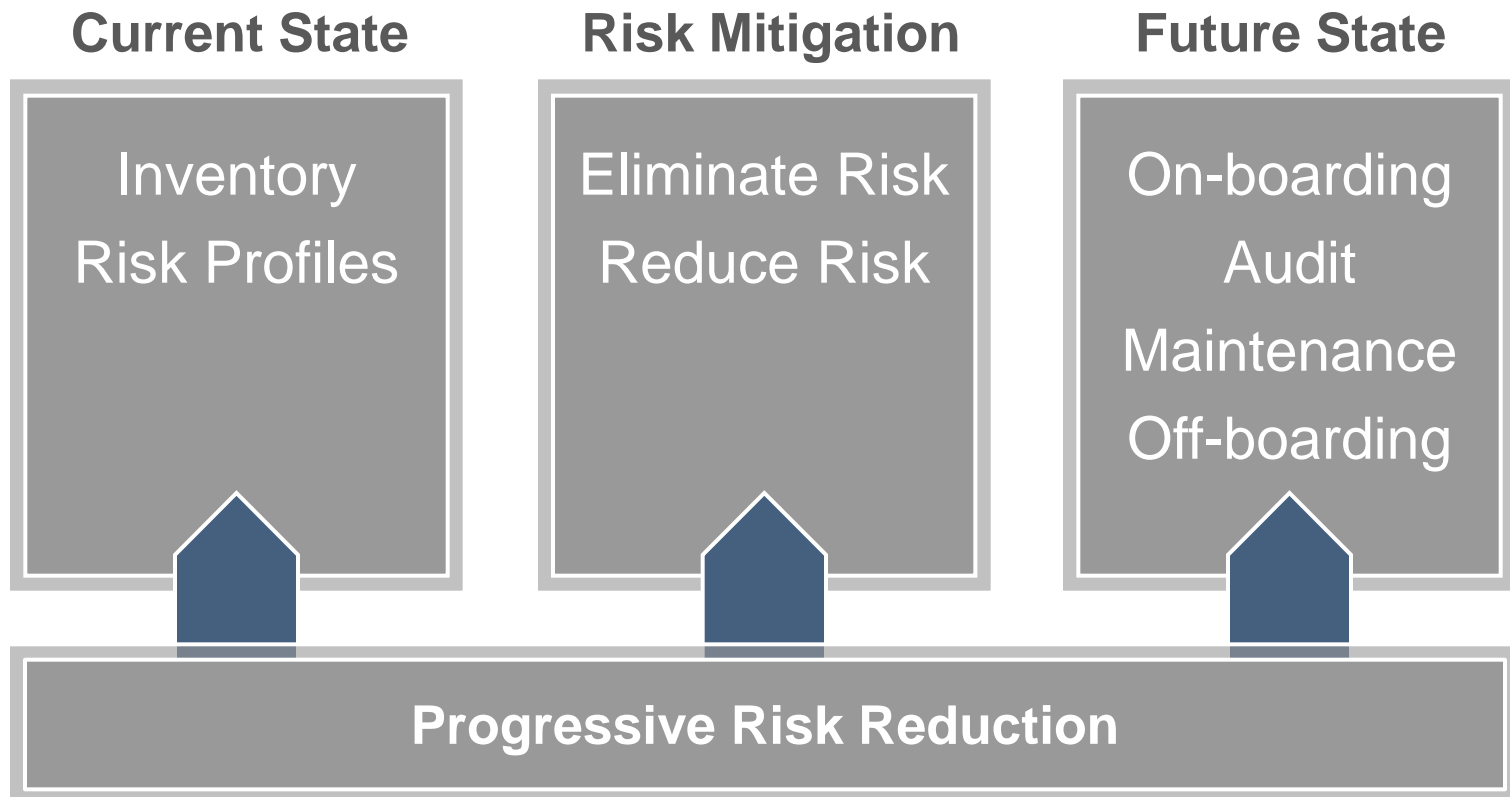 Current State
Inventory
Risk Profiles
Risk Mitigation
Eliminate Risk
Reduce Risk
Future State
On-boarding
Audit
Maintenance
Off-boarding
Progressive Risk Reduction